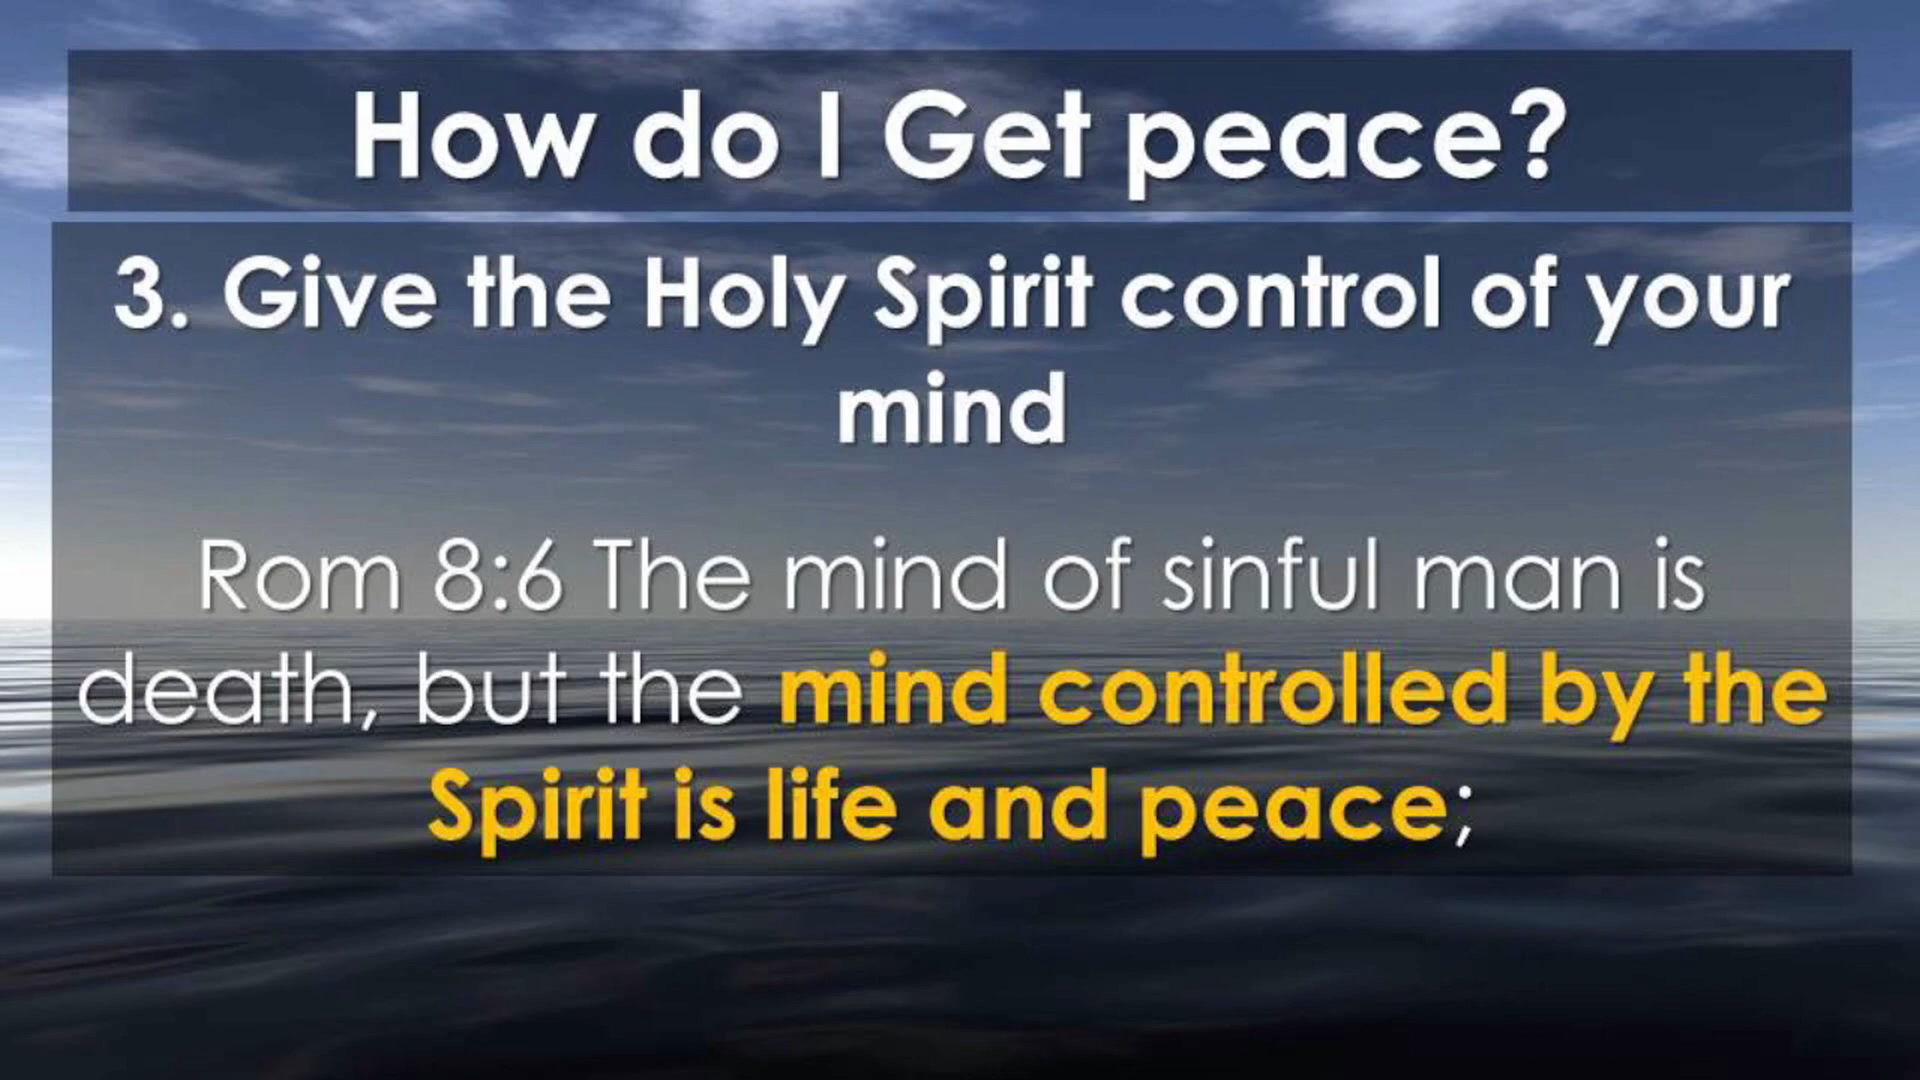 How do I Get peace?
3. Give the Holy Spirit control of your
mind
Rom 8:6 The mind of sinful man is
death, but the mind controlled by the
Spirit is life and peace;